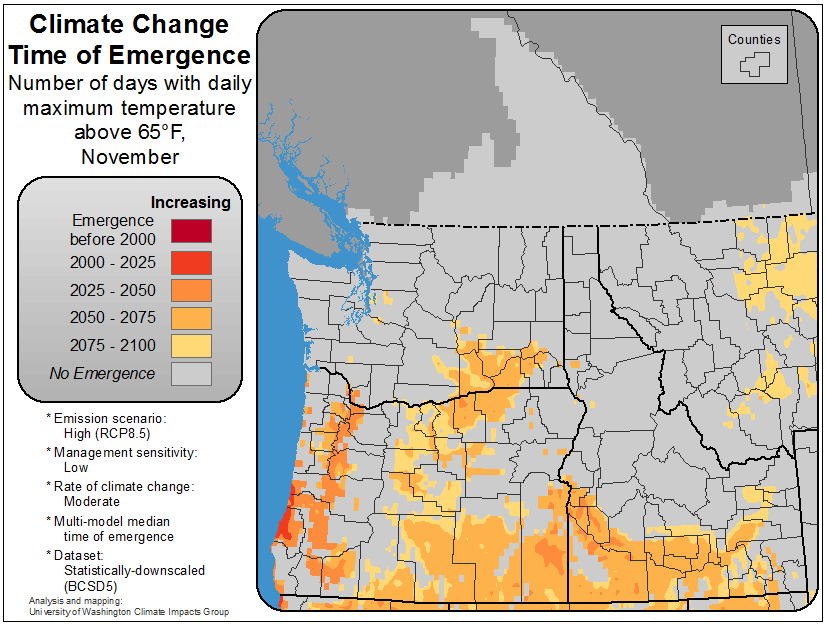 Climate Change
Time of Emergence
Number of days with daily
maximum temperature
above 65°F,
November
Increasing
Emergence
before 2000
2000 - 2025
2025 - 2050
2050 - 2075
2075 - 2100
No Emergence
* Emission scenario:
High (RCP8.5)
* Management sensitivity:
Low
* Rate of climate change:
Moderate
* Multi-model median
time of emergence
* Dataset:
Statistically-downscaled
(BCSD5)
Analysis and mapping:
University of Washington Climate Impacts Group
Counties